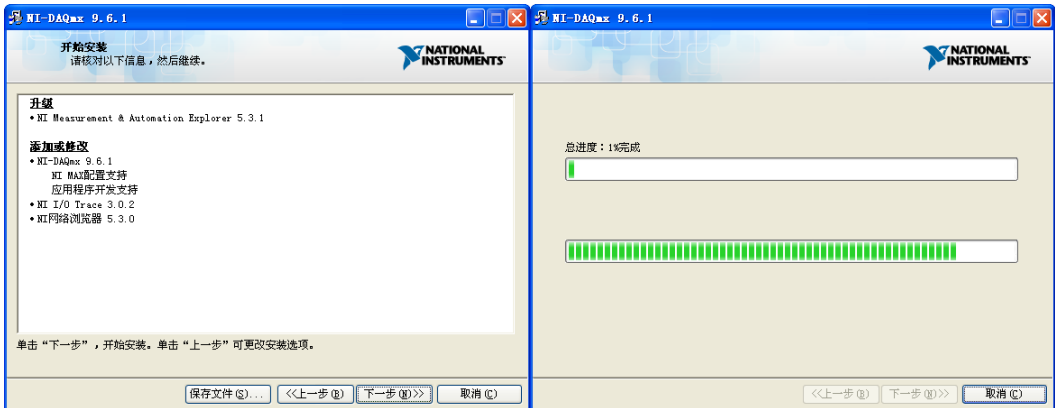 NI-DAQmx 9.6.1
开始安装
请核对以下信息，然后继续。
NATIONAL
INSTRUMENTS
升级
•NI Measurement & Automation Explorer 5.3.1
添加或修改
•NI-DAQmx 9.6.1
NI MAX配置支持
应用程序开发支持
•NI I/O Trace 3.0.2
•NI网络浏览器 5.3.0
单击“下一步”，开始安装。单击“上一步”可更改安装选项。
保存文件(S)... <<上一步(B) 下一步(N)>> 取消(C)
NI-DAQmx 9.6.1
NATIONAL
INSTRUMENTS
总进度：1%完成
<<上一步(B) 下一步(N)>> 取消(C)